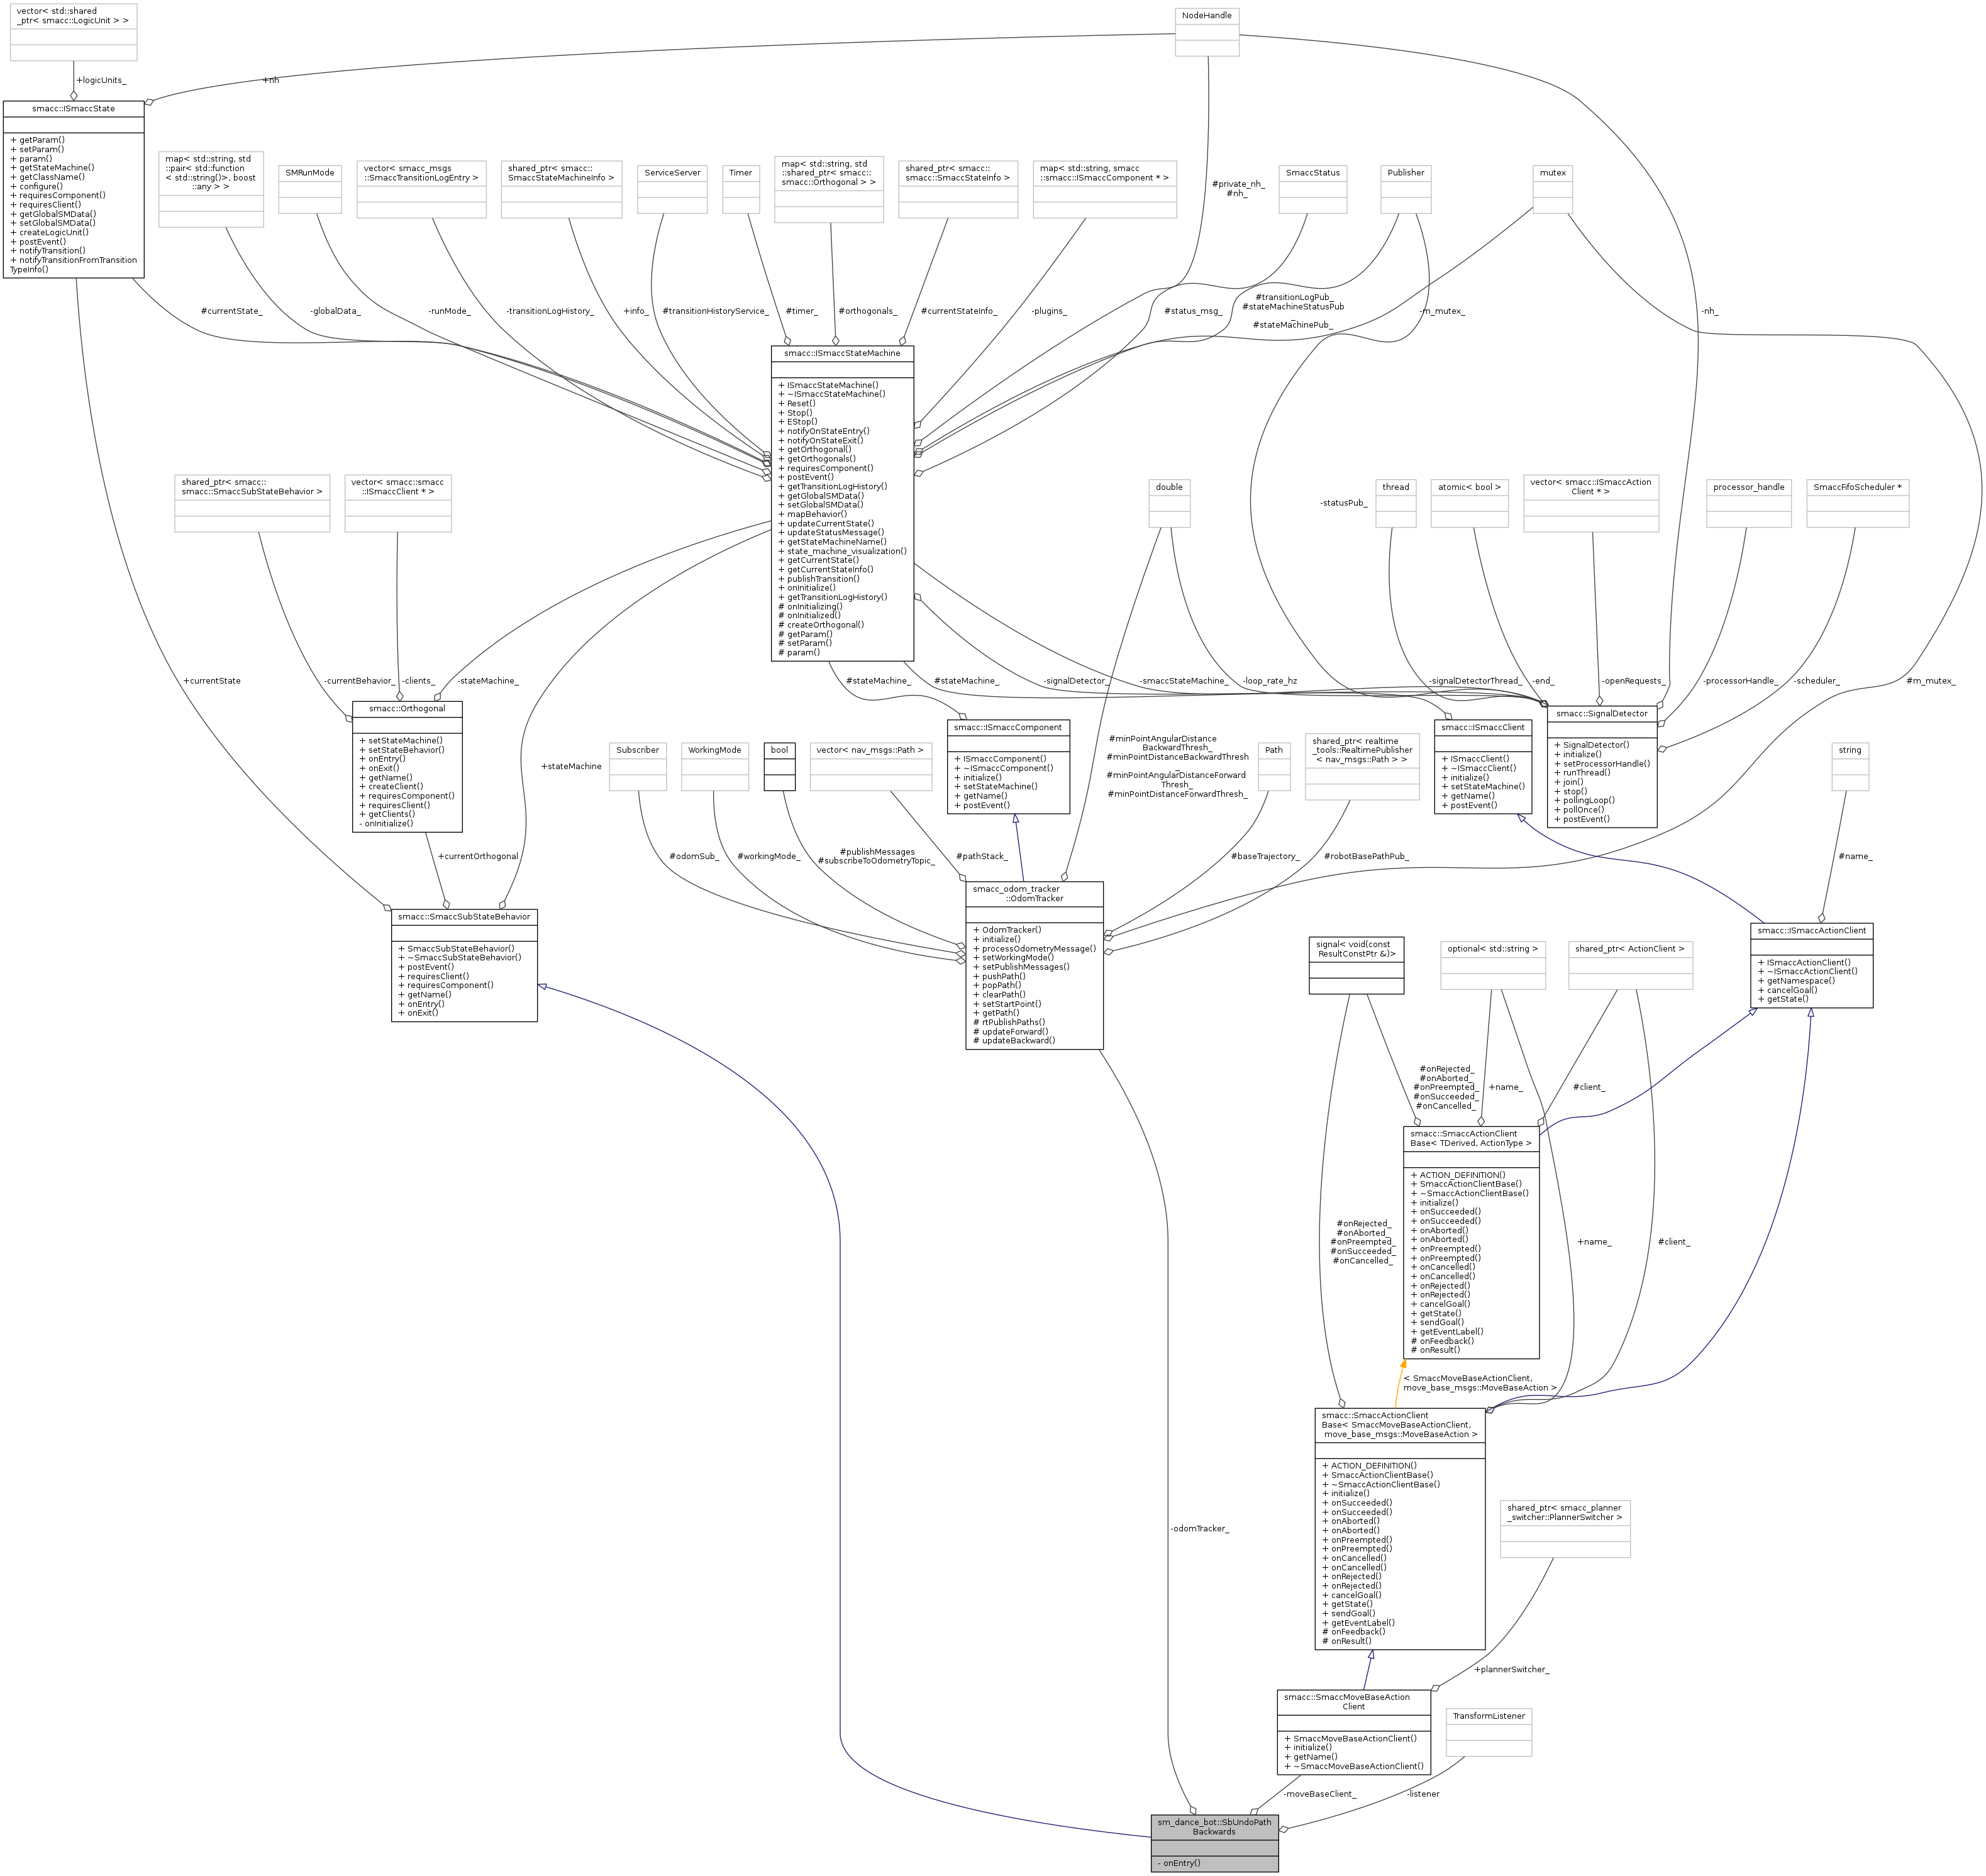 vector< std::shared
_ptr< smacc::LogicUnit > >
NodeHandle
+logicUnits_
+nh
smacc::ISmaccState
+ getParam()
+ setParam()
+ param()
+ getStateMachine()
+ getClassName()
+ configure()
+ requiresComponent()
+ requiresClient()
+ getGlobalSMData()
+ setGlobalSMData()
+ createLogicUnit()
+ postEvent()
+ notifyTransition()
+ notifyTransitionFromTransition
TypeInfo()
map< std::string, std
::pair< std::function
< std::string()>, boost
::any > >
SMRunMode
vector< smacc_msgs
::SmaccTransitionLogEntry >
shared_ptr< smacc::
SmaccStateMachineInfo >
ServiceServer
Timer
map< std::string, std
::shared_ptr< smacc::
smacc::Orthogonal > >
shared_ptr< smacc::
smacc::SmaccStateInfo >
map< std::string, smacc
::smacc::ISmaccComponent * >
#private_nh_
#nh_
SmaccStatus
Publisher
mutex
#currentState_
-globalData_
-runMode_
-transitionLogHistory_
+info_
#transitionHistoryService_
#timer_
#orthogonals_
#currentStateInfo_
-plugins_
#status_msg_
#transitionLogPub_
#stateMachineStatusPub
_
#stateMachinePub_
-m_mutex_
-nh_
smacc::ISmaccStateMachine
+ ISmaccStateMachine()
+ ~ISmaccStateMachine()
+ Reset()
+ Stop()
+ EStop()
+ notifyOnStateEntry()
+ notifyOnStateExit()
+ getOrthogonal()
+ getOrthogonals()
+ requiresComponent()
+ postEvent()
+ getTransitionLogHistory()
+ getGlobalSMData()
+ setGlobalSMData()
+ mapBehavior()
+ updateCurrentState()
+ updateStatusMessage()
+ getStateMachineName()
+ state_machine_visualization()
+ getCurrentState()
+ getCurrentStateInfo()
+ publishTransition()
+ onInitialize()
+ getTransitionLogHistory()
# onInitializing()
# onInitialized()
# createOrthogonal()
# getParam()
# setParam()
# param()
shared_ptr< smacc::
smacc::SmaccSubStateBehavior >
vector< smacc::smacc
::ISmaccClient * >
double
-statusPub_
thread
atomic< bool >
vector< smacc::ISmaccAction
Client * >
processor_handle
SmaccFifoScheduler *
+currentState
-currentBehavior_
-clients_
-stateMachine_
#stateMachine_
#stateMachine_
-signalDetector_
-smaccStateMachine_
-loop_rate_hz
-signalDetectorThread_
-end_
-openRequests_
-processorHandle_
-scheduler_
#m_mutex_
smacc::Orthogonal
+ setStateMachine()
+ setStateBehavior()
+ onEntry()
+ onExit()
+ getName()
+ createClient()
+ requiresComponent()
+ requiresClient()
+ getClients()
- onInitialize()
+stateMachine
Subscriber
WorkingMode
bool
vector< nav_msgs::Path >
smacc::ISmaccComponent
+ ISmaccComponent()
+ ~ISmaccComponent()
+ initialize()
+ setStateMachine()
+ getName()
+ postEvent()
#minPointAngularDistance
BackwardThresh_
#minPointDistanceBackwardThresh
_
#minPointAngularDistanceForward
Thresh_
#minPointDistanceForwardThresh_
Path
shared_ptr< realtime
_tools::RealtimePublisher
< nav_msgs::Path > >
smacc::ISmaccClient
+ ISmaccClient()
+ ~ISmaccClient()
+ initialize()
+ setStateMachine()
+ getName()
+ postEvent()
smacc::SignalDetector
+ SignalDetector()
+ initialize()
+ setProcessorHandle()
+ runThread()
+ join()
+ stop()
+ pollingLoop()
+ pollOnce()
+ postEvent()
string
+currentOrthogonal
#odomSub_
#workingMode_
#publishMessages
#subscribeToOdometryTopic_
#pathStack_
#baseTrajectory_
#robotBasePathPub_
#name_
smacc::SmaccSubStateBehavior
+ SmaccSubStateBehavior()
+ ~SmaccSubStateBehavior()
+ postEvent()
+ requiresClient()
+ requiresComponent()
+ getName()
+ onEntry()
+ onExit()
smacc_odom_tracker
::OdomTracker
+ OdomTracker()
+ initialize()
+ processOdometryMessage()
+ setWorkingMode()
+ setPublishMessages()
+ pushPath()
+ popPath()
+ clearPath()
+ setStartPoint()
+ getPath()
# rtPublishPaths()
# updateForward()
# updateBackward()
signal< void(const
ResultConstPtr &)>
optional< std::string >
shared_ptr< ActionClient >
smacc::ISmaccActionClient
+ ISmaccActionClient()
+ ~ISmaccActionClient()
+ getNamespace()
+ cancelGoal()
+ getState()
#onRejected_
#onAborted_
#onPreempted_
#onSucceeded_
#onCancelled_
+name_
#client_
smacc::SmaccActionClient
Base< TDerived, ActionType >
+ ACTION_DEFINITION()
+ SmaccActionClientBase()
+ ~SmaccActionClientBase()
+ initialize()
+ onSucceeded()
+ onSucceeded()
+ onAborted()
+ onAborted()
+ onPreempted()
+ onPreempted()
+ onCancelled()
+ onCancelled()
+ onRejected()
+ onRejected()
+ cancelGoal()
+ getState()
+ sendGoal()
+ getEventLabel()
# onFeedback()
# onResult()
#onRejected_
#onAborted_
#onPreempted_
#onSucceeded_
#onCancelled_
+name_
#client_
< SmaccMoveBaseActionClient,
move_base_msgs::MoveBaseAction >
smacc::SmaccActionClient
Base< SmaccMoveBaseActionClient,
move_base_msgs::MoveBaseAction >
+ ACTION_DEFINITION()
+ SmaccActionClientBase()
+ ~SmaccActionClientBase()
+ initialize()
+ onSucceeded()
+ onSucceeded()
+ onAborted()
+ onAborted()
+ onPreempted()
+ onPreempted()
+ onCancelled()
+ onCancelled()
+ onRejected()
+ onRejected()
+ cancelGoal()
+ getState()
+ sendGoal()
+ getEventLabel()
# onFeedback()
# onResult()
-odomTracker_
shared_ptr< smacc_planner
_switcher::PlannerSwitcher >
+plannerSwitcher_
smacc::SmaccMoveBaseAction
Client
+ SmaccMoveBaseActionClient()
+ initialize()
+ getName()
+ ~SmaccMoveBaseActionClient()
TransformListener
-moveBaseClient_
-listener
sm_dance_bot::SbUndoPath
Backwards
- onEntry()